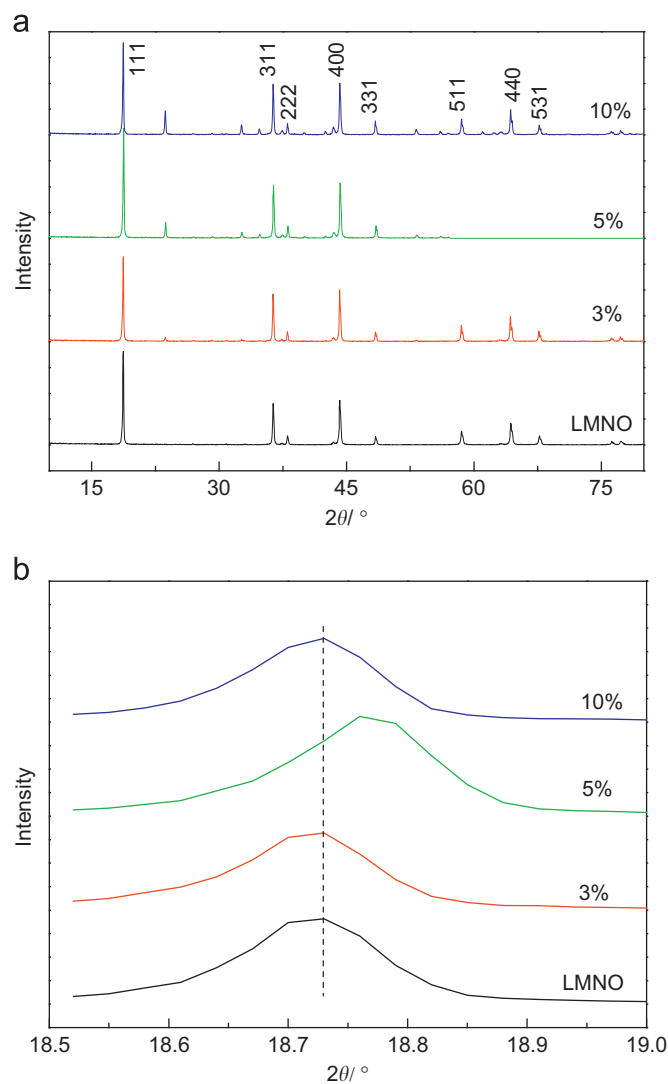 a
111
311
222
400
331
511
440
531
10%
5%
3%
LMNO
Intensity
15 30 45 60 75
2θ/ °
b
10%
5%
3%
LMNO
Intensity
18.5 18.6 18.7 18.8 18.9 19.0
2θ/ °